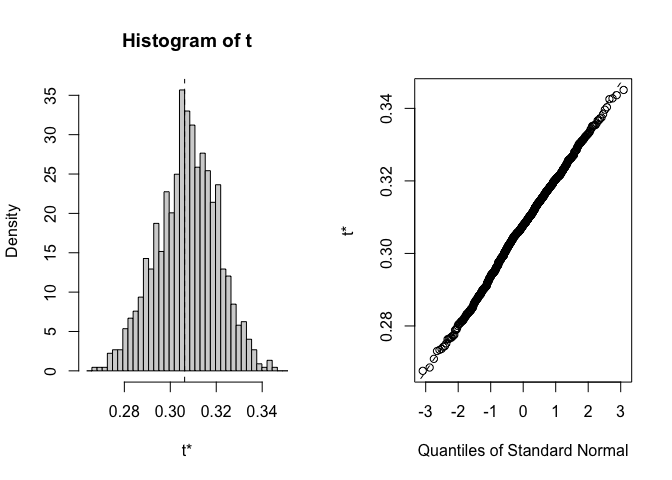 Histogram of t
Density
0 5 10 15 20 25 30 35
0.28 0.30 0.32 0.34
t*
t*
0.28 0.30 0.32 0.34
-3 -2 -1 0 1 2 3
Quantiles of Standard Normal